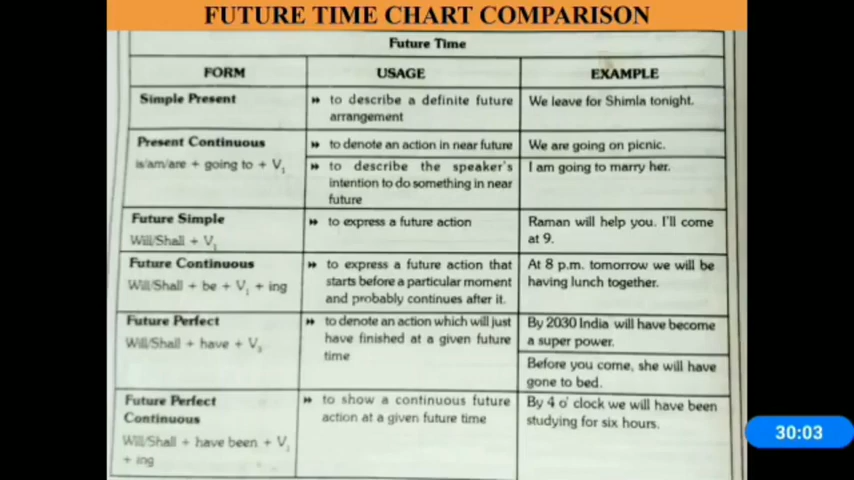 FUTURE TIME CHART COMPARISON
Future Time
FORM USAGE EXAMPLE
Simple Present
» to describe a definite future
arrangement
We leave for Shimla tonight.
Present Continuous
is/am/are + going to + V₁
» to denote an action in near future
We are going on picnic.
» to describe the speaker's
intention to do something in near
future
I am going to marry her.
Future Simple
Will/Shall + V₁
» to express a future action
Raman will help you. I'll come
at 9.
Future Continuous
Will/Shall + be + V₁ + ing
» to express a future action that
starts before a particular moment
and probably continues after it.
At 8 p.m. tomorrow we will be
having lunch together.
Future Perfect
Will/Shall + have + V₃
» to denote an action which will just
have finished at a given future
time
By 2030 India will have become
a super power.
Before you come, she will have
gone to bed.
Future Perfect
Continuous
Will/Shall + have been + V₁
+ ing
» to show a continuous future
action at a given future time
By 4 o' clock we will have been
studying for six hours.
30:03